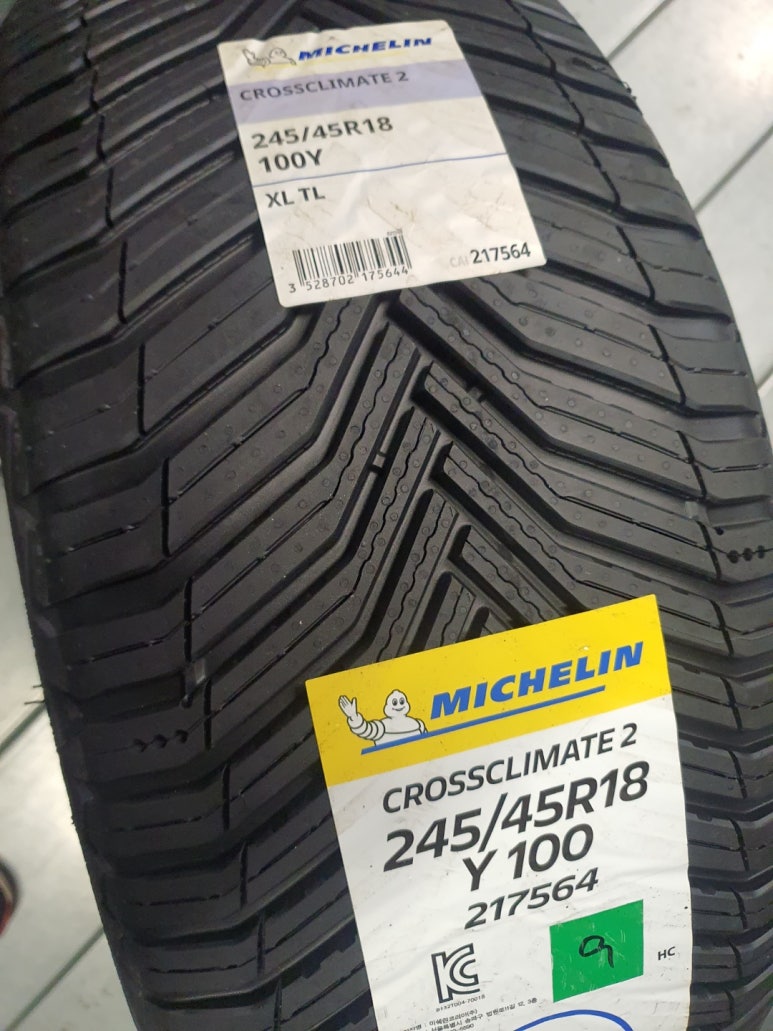 MICHELIN
CROSSCLIMATE 2
245/45R18
100Y
XL TL
3 528702 175644
CAI 217564
MICHELIN
CROSSCLIMATE 2
245/45R18
Y 100
217564
HC